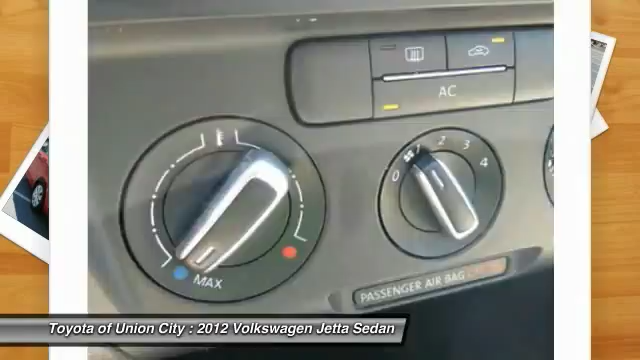 AC
0 1 2 3 4
MAX
PASSENGER AIR BAG
Toyota of Union City : 2012 Volkswagen Jetta Sedan